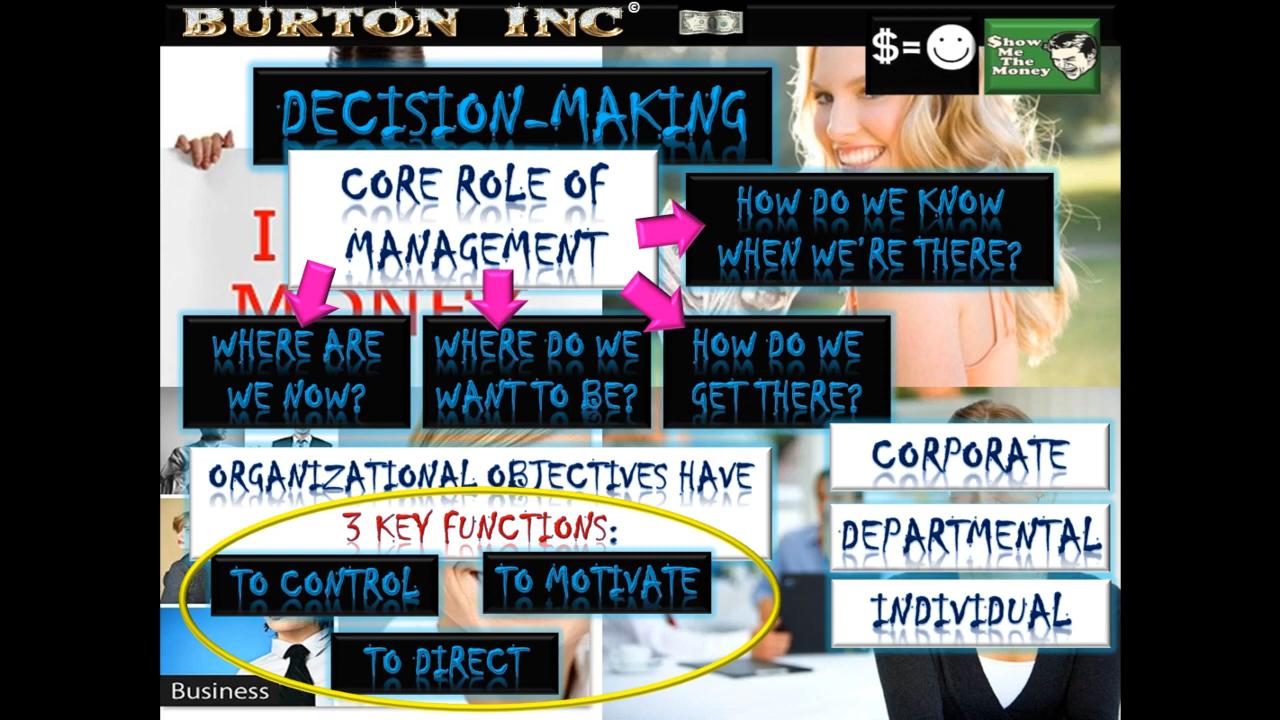 BURTON INC©
$=
Show
Me
The
Money
DECISION-MAKING
CORE ROLE OF
MANAGEMENT
HOW DO WE KNOW
WHEN WE'RE THERE?
I
MONEY
WHERE ARE
WE NOW?
WHERE DO WE
WANT TO BE?
HOW DO WE
GET THERE?
ORGANIZATIONAL OBJECTIVES HAVE
3 KEY FUNCTIONS:
TO CONTROL
TO MOTIVATE
TO DIRECT
CORPORATE
DEPARTMENTAL
INDIVIDUAL
Business